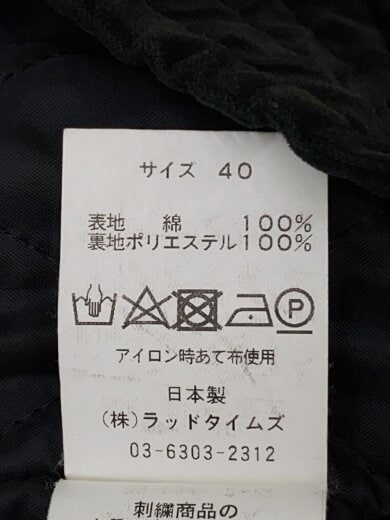 サイズ 40
表地 綿 100%
裏地ポリエステル100%
P
アイロン時あて布使用
日本製
(株)ラッドタイムズ
03-6303-2312
刺繍商品の